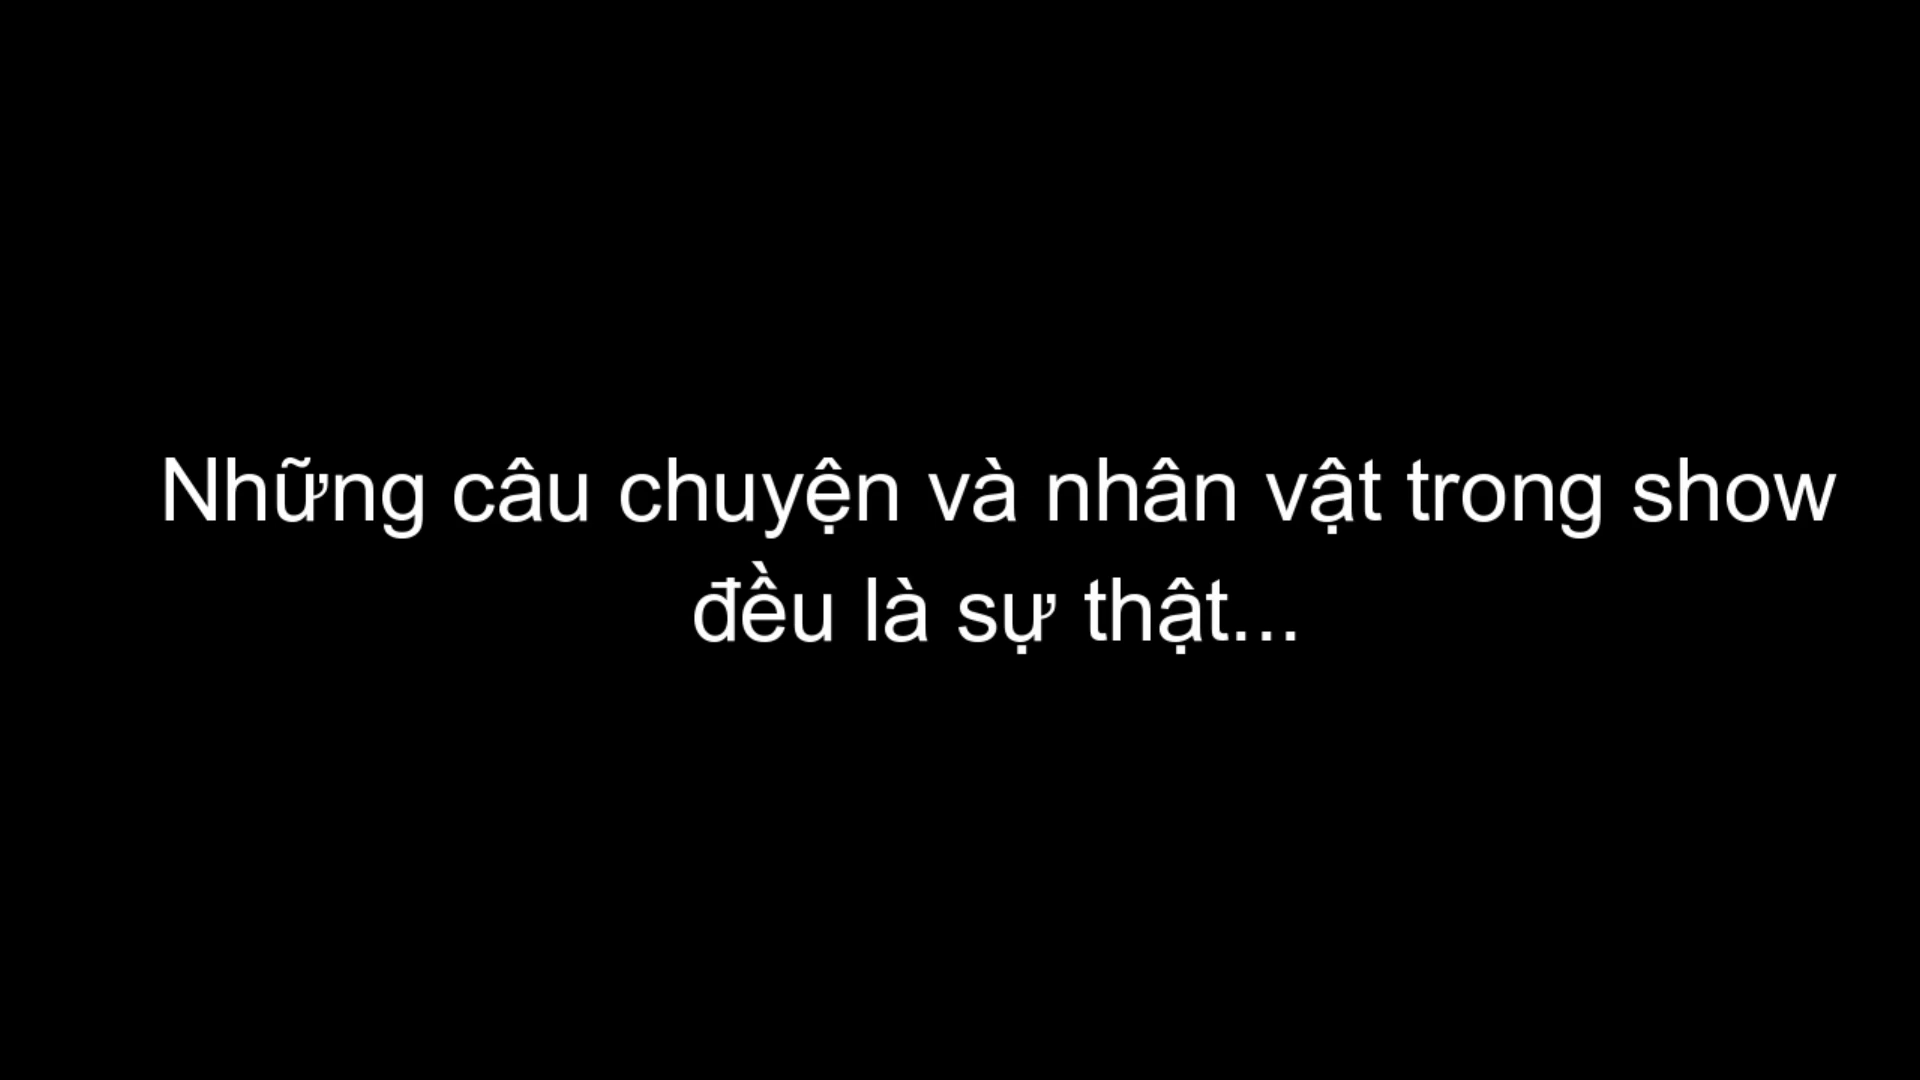 Những câu chuyện và nhân vật trong show
đều là sự thật...